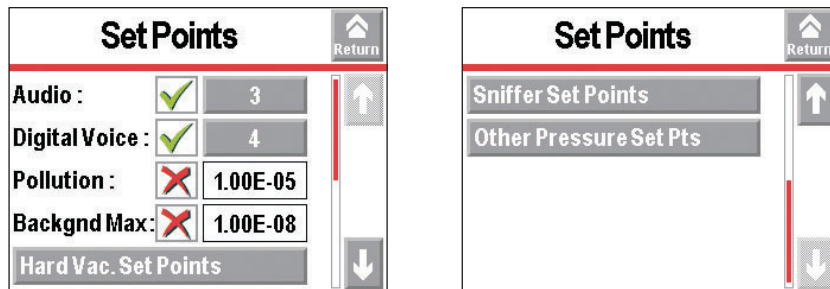 Set Points
Return
Audio :
3
Digital Voice :
4
Pollution :
1.00E-05
Backgnd Max:
1.00E-08
Hard Vac. Set Points
Set Points
Return
Sniffer Set Points
Other Pressure Set Pts